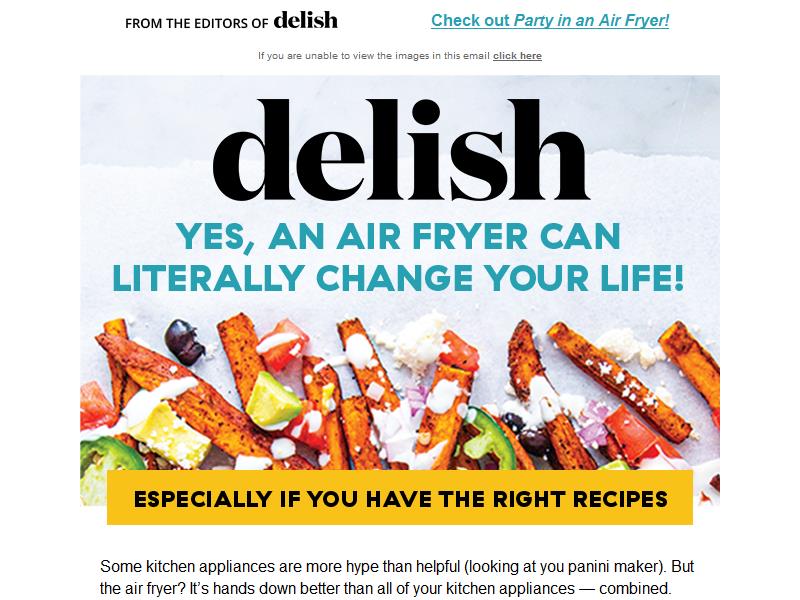 FROM THE EDITORS OF delish
Check out Party in an Air Fryer!
If you are unable to view the images in this email click here
delish
YES, AN AIR FRYER CAN
LITERALLY CHANGE YOUR LIFE!
ESPECIALLY IF YOU HAVE THE RIGHT RECIPES
Some kitchen appliances are more hype than helpful (looking at you panini maker). But
the air fryer? It’s hands down better than all of your kitchen appliances — combined.